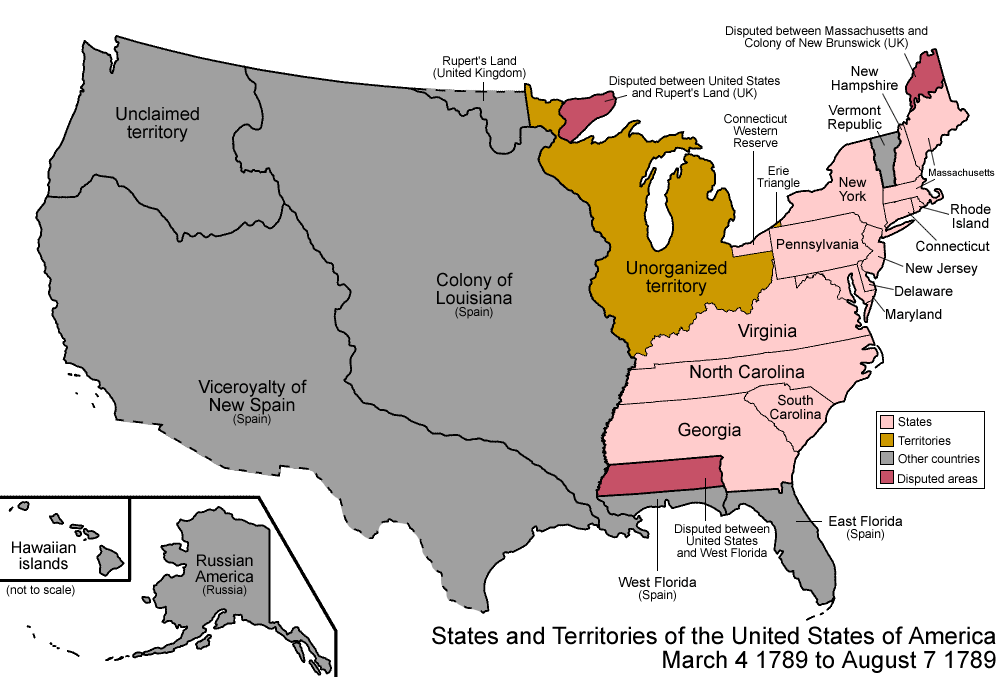 Disputed between Massachusetts and
Colony of New Brunswick (UK)
Rupert's Land
(United Kingdom)
Disputed between United States
and Rupert's Land (UK)
New
Hampshire
Vermont
Republic
Unclaimed
territory
Connecticut
Western
Reserve
Erie
Triangle
Massachusetts
New
York
Rhode
Island
Connecticut
Pennsylvania
New Jersey
Delaware
Maryland
Unorganized
territory
Colony of
Louisiana
(Spain)
Virginia
North Carolina
South
Carolina
Georgia
Viceroyalty of
New Spain
(Spain)
States
Territories
Other countries
Disputed areas
Disputed between
United States
and West Florida
East Florida
(Spain)
West Florida
(Spain)
Hawaiian
islands
(not to scale)
Russian
America
(Russia)
States and Territories of the United States of America
March 4 1789 to August 7 1789